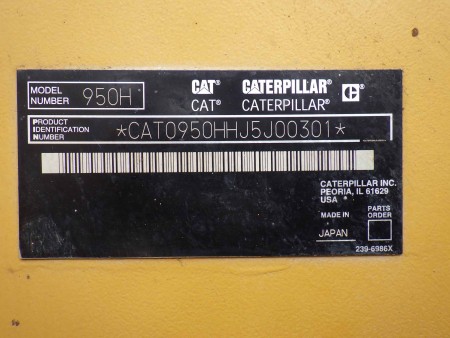 MODEL NUMBER 950H
CAT CATERPILLAR C
CAT® CATERPILLAR®
PRODUCT IDENTIFICATION NUMBER *CAT0950HHJ5J00301*
CATERPILLAR INC.
PEORIA, IL 61629
USA
MADE IN PARTS ORDER
JAPAN
239-6986X